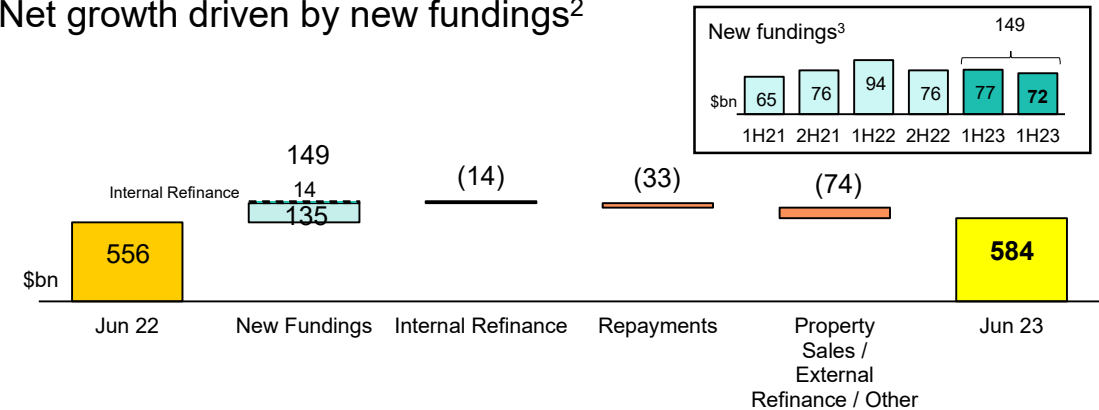 Net growth driven by new fundings²
New fundings³
149
$bn
65
76
94
76
77
72
1H21 2H21 1H22 2H22 1H23 1H23
149
Internal Refinance
14
135
(14)
(33)
(74)
556
584
$bn
Jun 22
New Fundings
Internal Refinance
Repayments
Property
Sales /
External
Refinance / Other
Jun 23